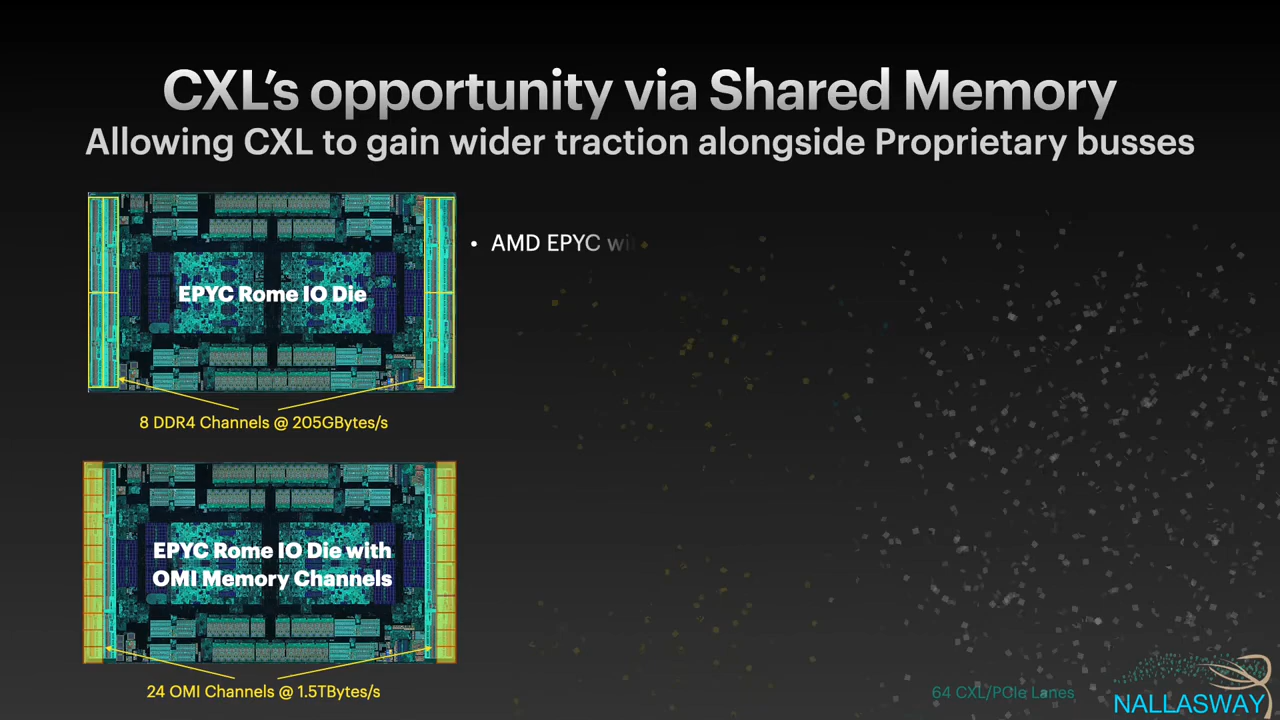 CXL's opportunity via Shared Memory
Allowing CXL to gain wider traction alongside Proprietary busses
EPYC Rome IO Die
8 DDR4 Channels @ 205GBytes/s
• AMD EPYC wi
EPYC Rome IO Die with
OMI Memory Channels
24 OMI Channels @ 1.5TBytes/s
64 CXL/PCIe Lanes
NALLASWAY